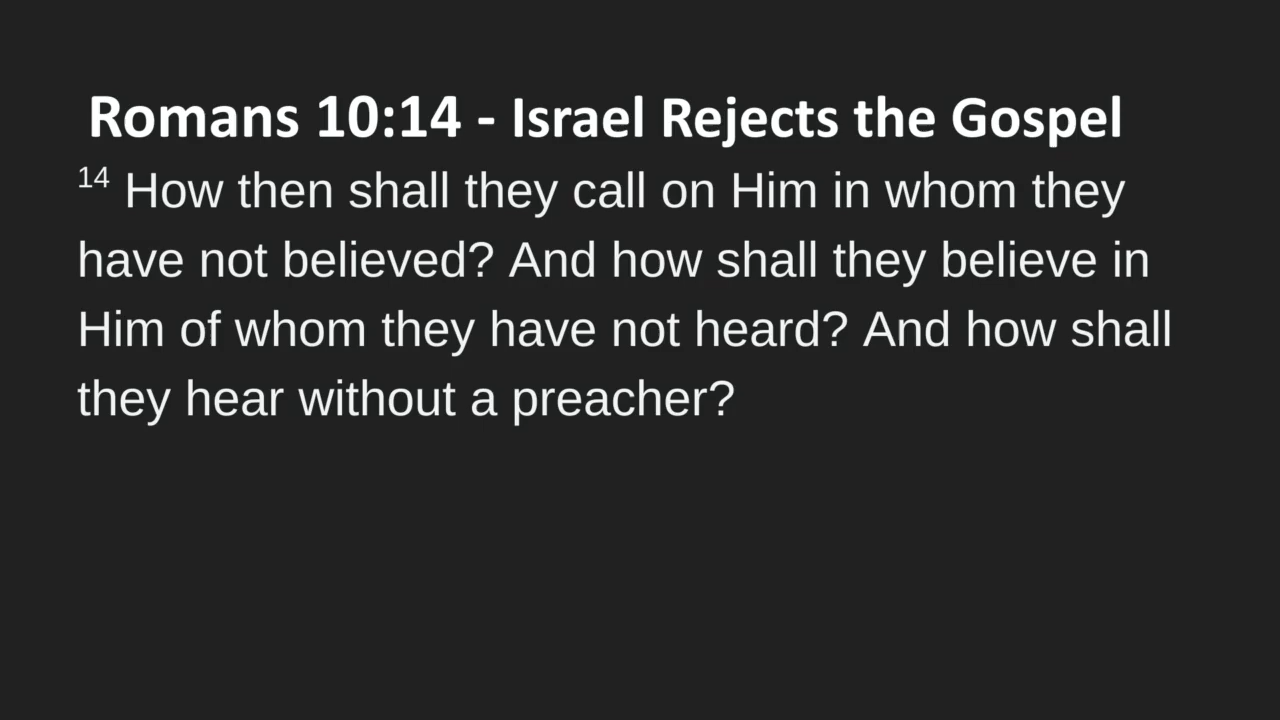 Romans 10:14 - Israel Rejects the Gospel
14 How then shall they call on Him in whom they
have not believed? And how shall they believe in
Him of whom they have not heard? And how shall
they hear without a preacher?